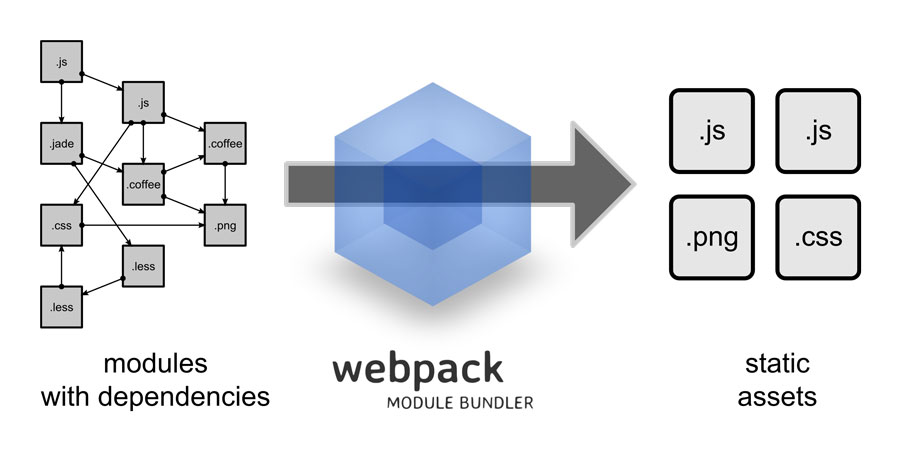 .js
.js
.jade
.coffee
.coffee
.css
.png
.less
.less
modules
with dependencies
webpack
MODULE BUNDLER
.js
.js
.png
.css
static
assets